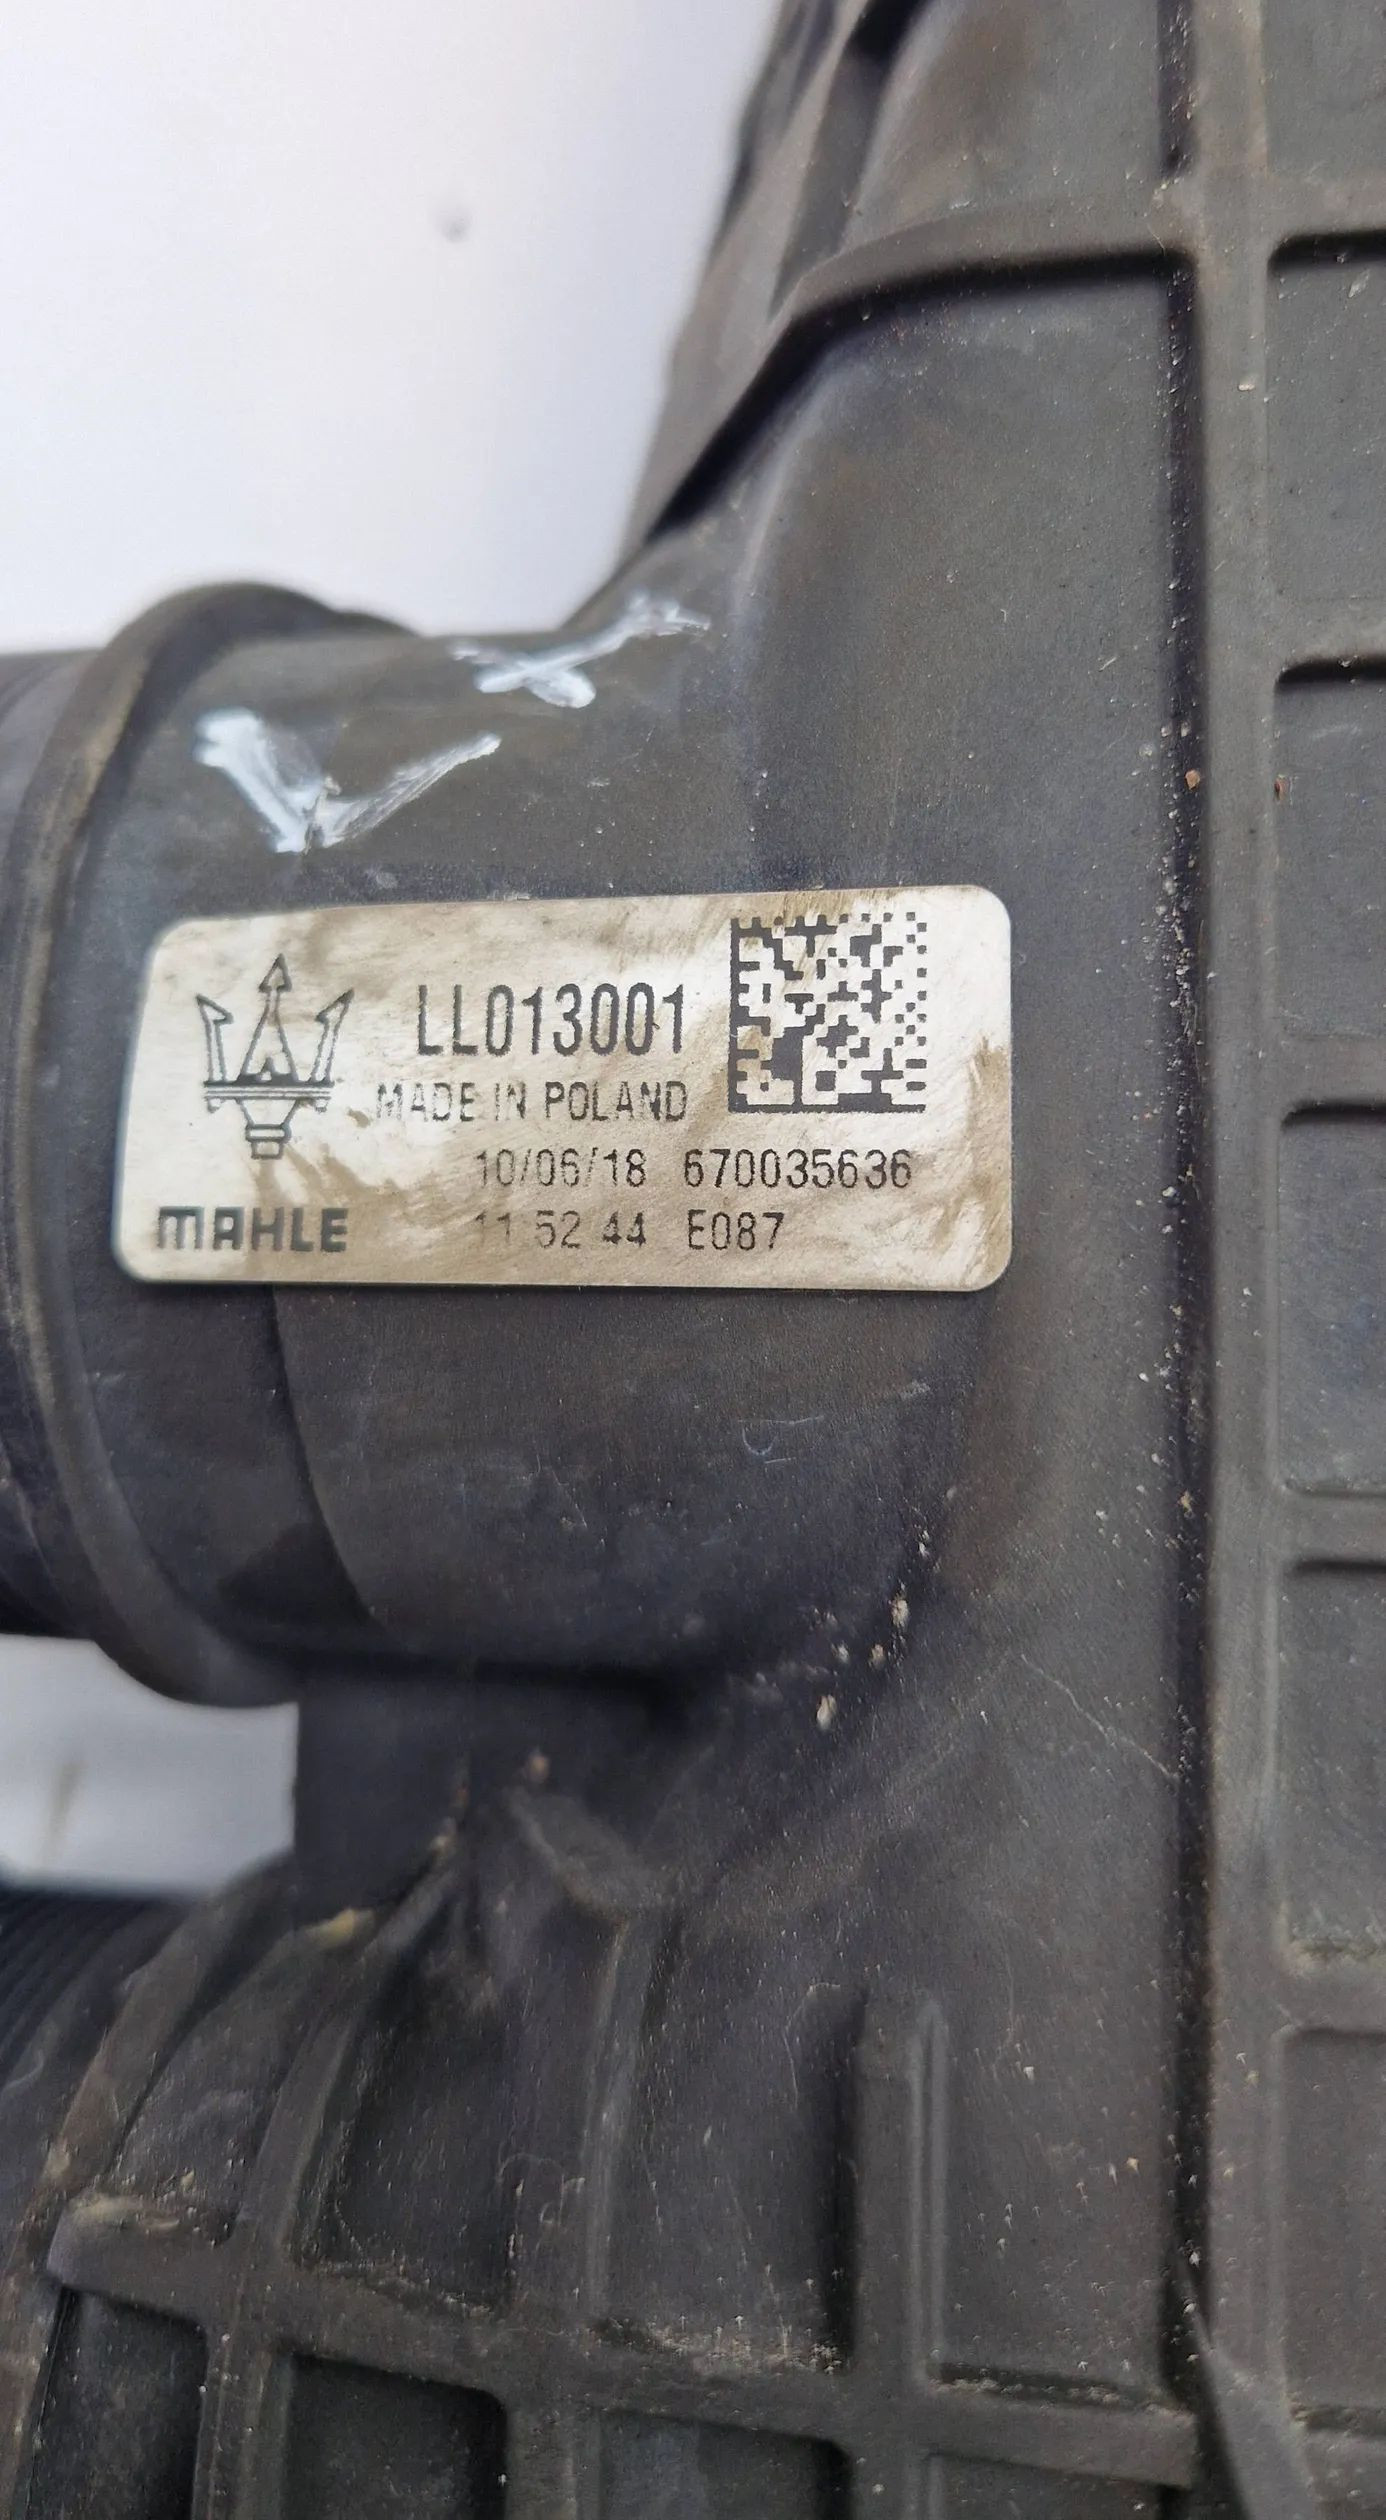 LL013001
MADE IN POLAND
10/06/18 670035636
MAHLE 11 52 44 E087